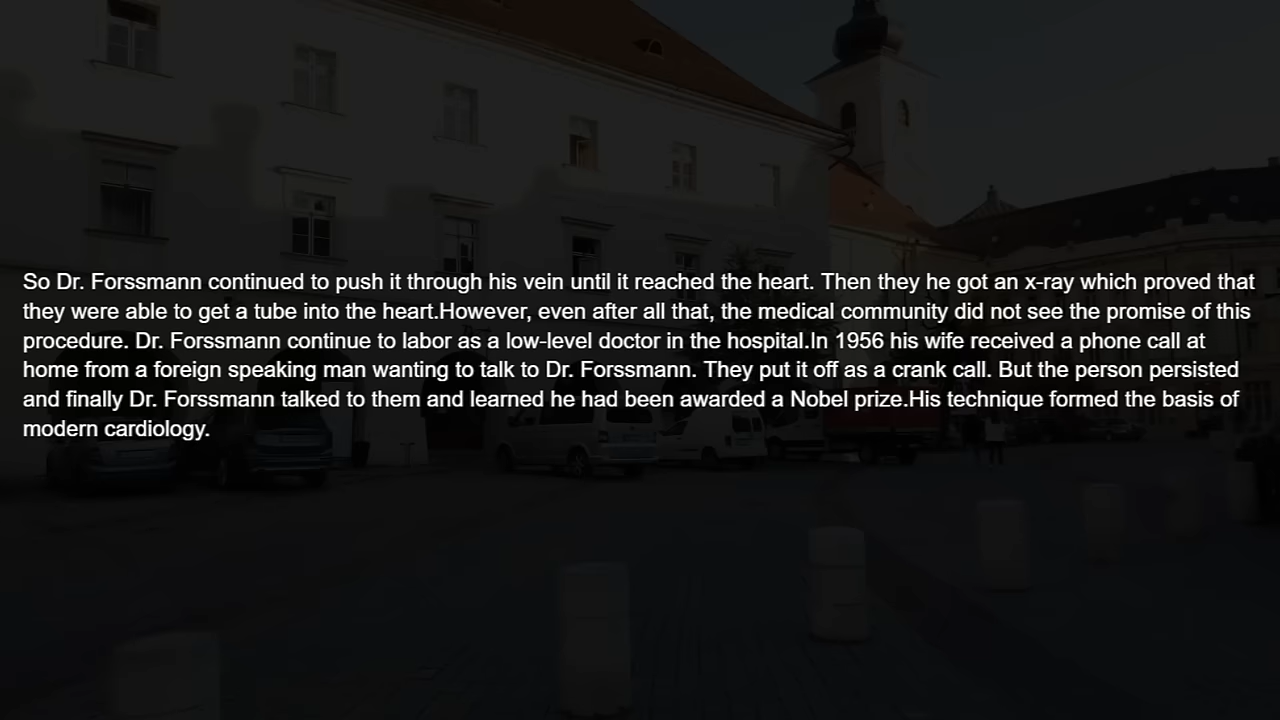 So Dr. Forssmann continued to push it through his vein until it reached the heart. Then they he got an x-ray which proved that
they were able to get a tube into the heart.However, even after all that, the medical community did not see the promise of this
procedure. Dr. Forssmann continue to labor as a low-level doctor in the hospital.In 1956 his wife received a phone call at
home from a foreign speaking man wanting to talk to Dr. Forssmann. They put it off as a crank call. But the person persisted
and finally Dr. Forssmann talked to them and learned he had been awarded a Nobel prize.His technique formed the basis of
modern cardiology.